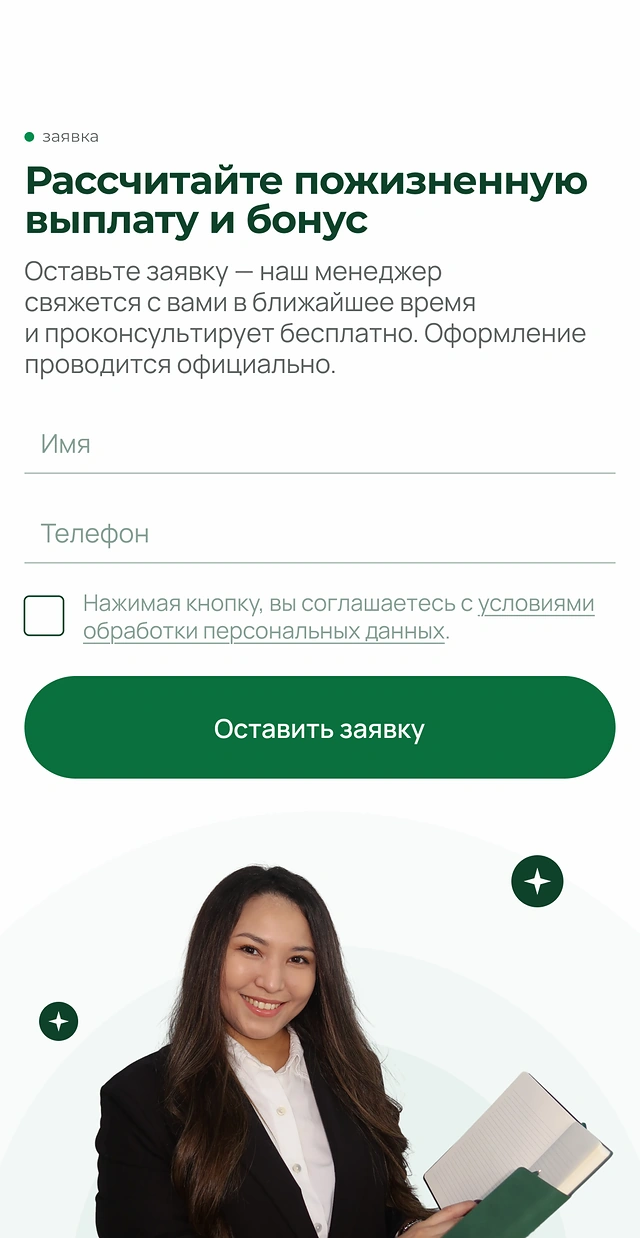 заявка
Рассчитайте пожизненную
выплату и бонус
Оставьте заявку — наш менеджер
свяжется с вами в ближайшее время
и проконсультирует бесплатно. Оформление
проводится официально.
Имя
Телефон
Нажимая кнопку, вы соглашаетесь с условиями
обработки персональных данных.
Оставить заявку